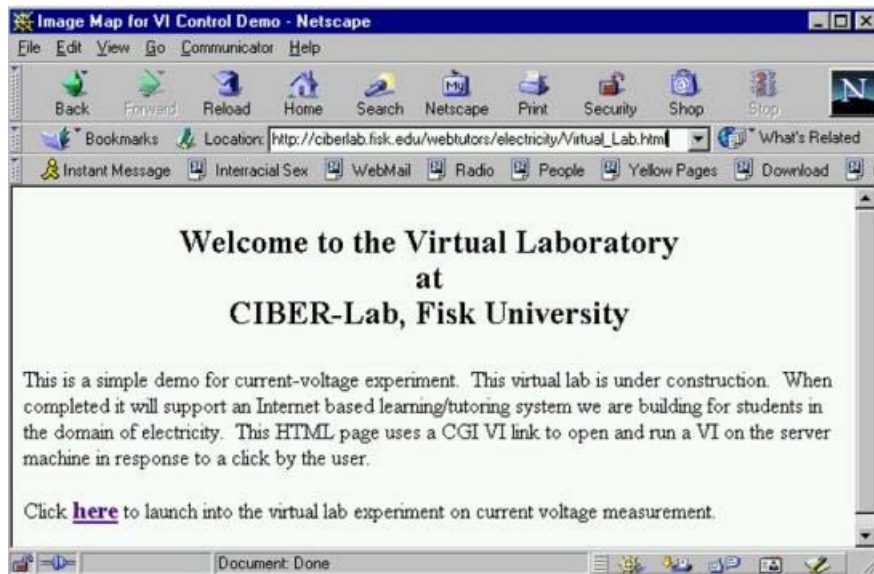 Image Map for VI Control Demo - Netscape
File Edit View Go Communicator Help
My
N
Back Forward Reload Home Search Netscape Print Security Shop Stop
Bookmarks Location: http://ciberlab.fisk.edu/webtutors/electricity/Virtual_Lab.html What's Related
Instant Message Interracial Sex WebMail Radio People Yellow Pages Download
Welcome to the Virtual Laboratory
at
CIBER-Lab, Fisk University
This is a simple demo for current-voltage experiment. This virtual lab is under construction. When
completed it will support an Internet based learning/tutoring system we are building for students in
the domain of electricity. This HTML page uses a CGI VI link to open and run a VI on the server
machine in response to a click by the user.
Click here to launch into the virtual lab experiment on current voltage measurement.
Document: Done